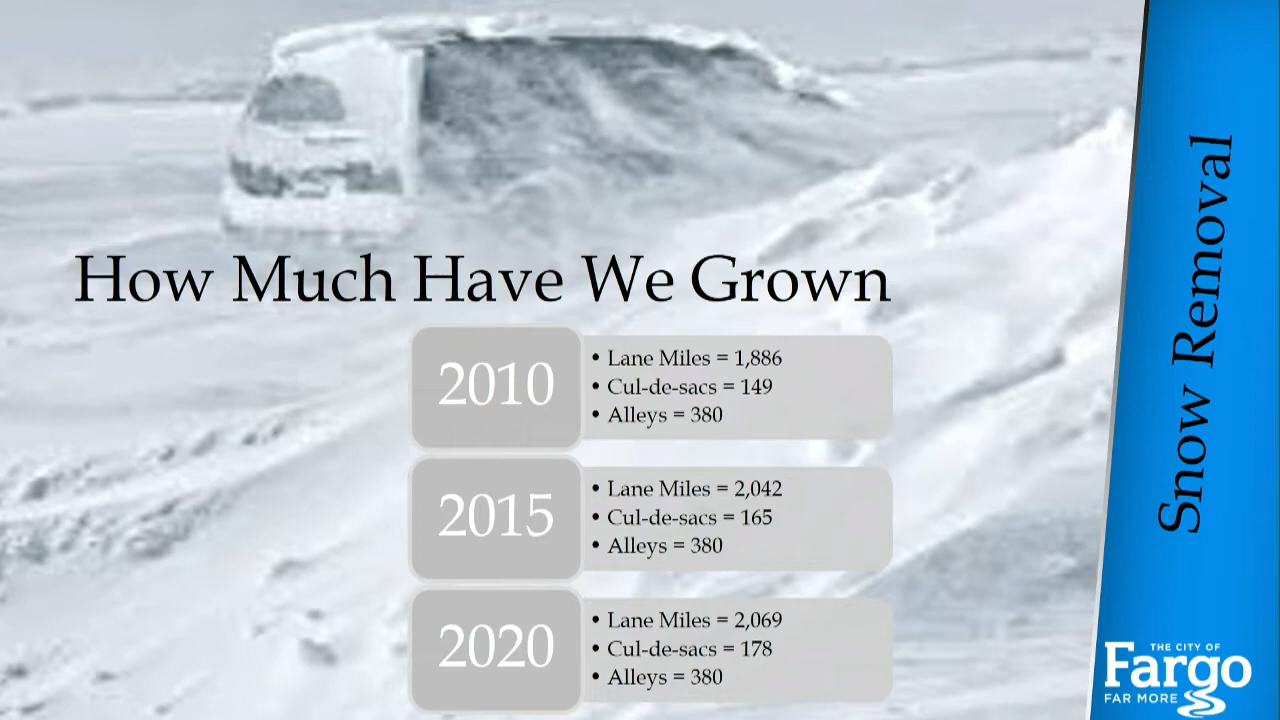 How Much Have We Grown
2010
• Lane Miles = 1,886
• Cul-de-sacs = 149
• Alleys = 380
2015
• Lane Miles = 2,042
• Cul-de-sacs = 165
• Alleys = 380
2020
• Lane Miles = 2,069
• Cul-de-sacs = 178
• Alleys = 380
Snow Removal
THE CITY OF
Fargo
FAR MORE